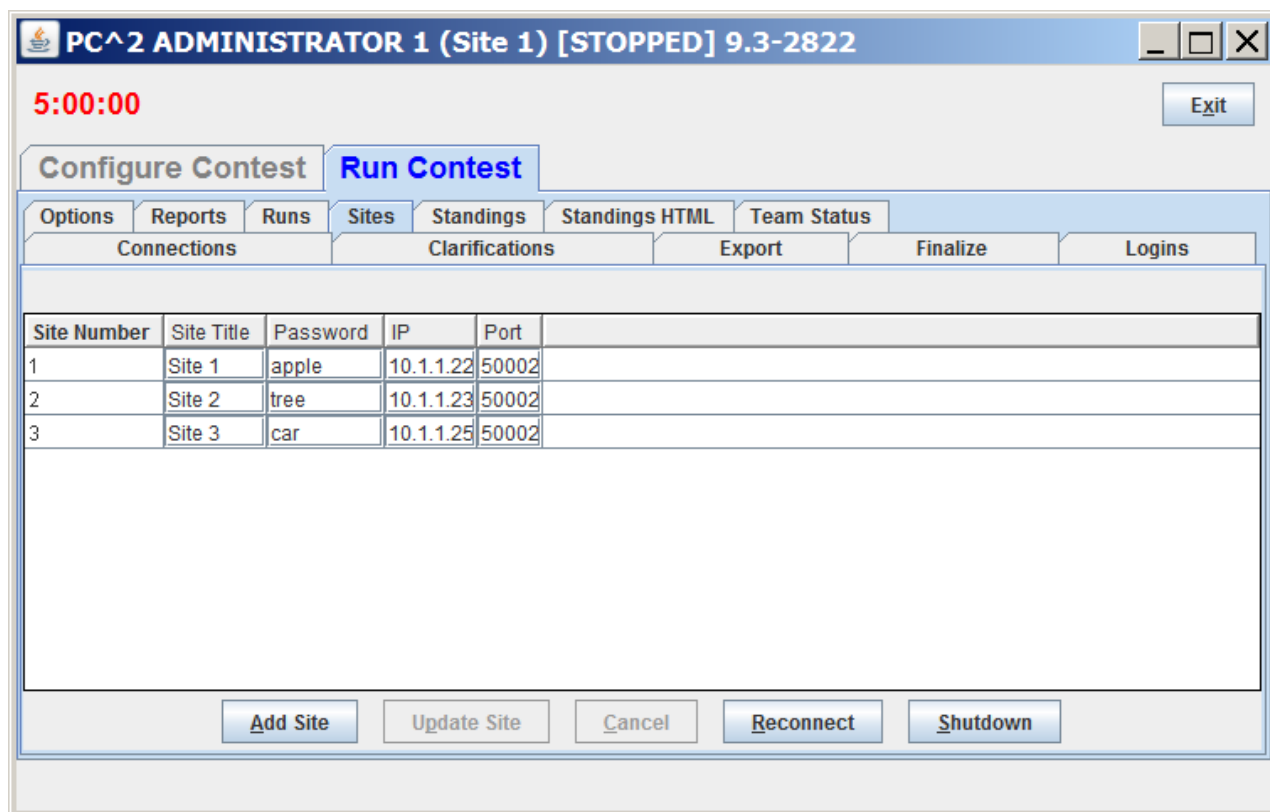 PC^2 ADMINISTRATOR 1 (Site 1) [STOPPED] 9.3-2822
5:00:00 Exit
Configure Contest Run Contest
Options Reports Runs Sites Standings Standings HTML Team Status
Connections Clarifications Export Finalize Logins
Site Number Site Title Password IP Port
1 Site 1 apple 10.1.1.22 50002
2 Site 2 tree 10.1.1.23 50002
3 Site 3 car 10.1.1.25 50002
Add Site Update Site Cancel Reconnect Shutdown